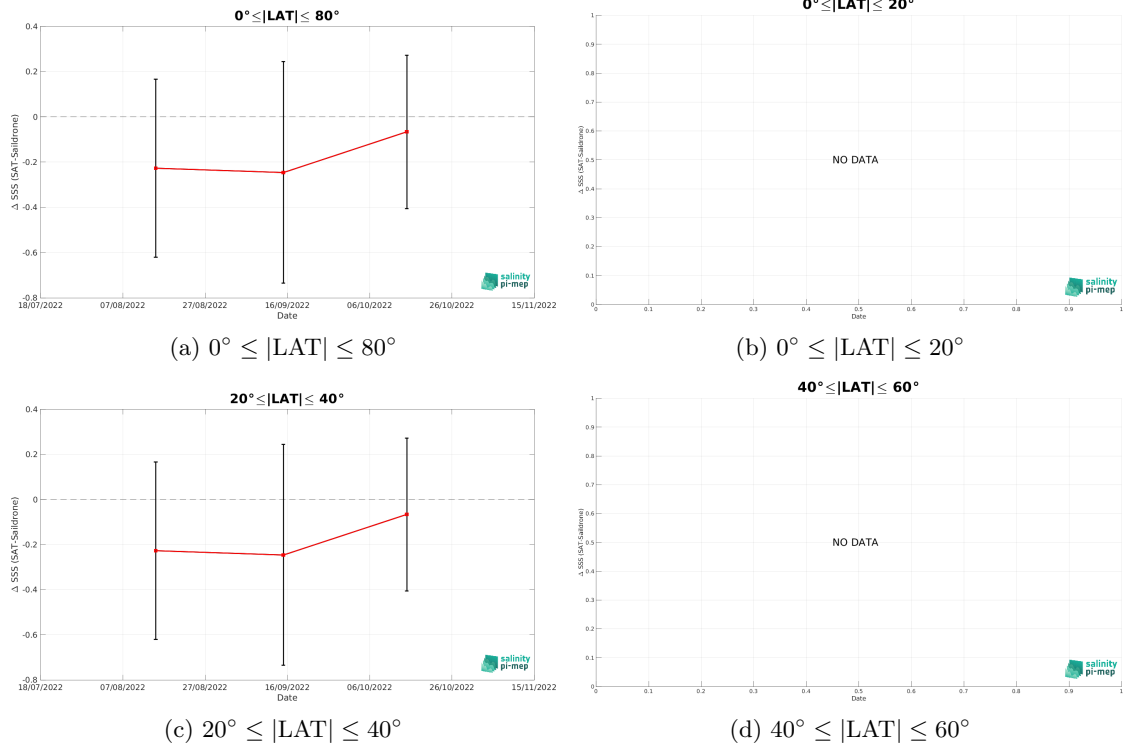 0°≤|LAT|≤ 80°
0.4
0.2
0
-0.2
-0.4
-0.6
-0.8
Δ SSS (SAT-Saildrone)
18/07/2022 07/08/2022 27/08/2022 16/09/2022 06/10/2022 26/10/2022 15/11/2022
Date
salinity
pi-mep
(a) 0° ≤ |LAT| ≤ 80°
0°≤|LAT|≤ 20°
1
0.9
0.8
0.7
0.6
0.5
0.4
0.3
0.2
0.1
0
Δ SSS (SAT-Saildrone)
NO DATA
0 0.1 0.2 0.3 0.4 0.5 0.6 0.7 0.8 0.9 1
Date
salinity
pi-mep
(b) 0° ≤ |LAT| ≤ 20°
20°≤|LAT|≤ 40°
0.4
0.2
0
-0.2
-0.4
-0.6
-0.8
Δ SSS (SAT-Saildrone)
18/07/2022 07/08/2022 27/08/2022 16/09/2022 06/10/2022 26/10/2022 15/11/2022
Date
salinity
pi-mep
(c) 20° ≤ |LAT| ≤ 40°
40°≤|LAT|≤ 60°
1
0.9
0.8
0.7
0.6
0.5
0.4
0.3
0.2
0.1
0
Δ SSS (SAT-Saildrone)
NO DATA
0 0.1 0.2 0.3 0.4 0.5 0.6 0.7 0.8 0.9 1
Date
salinity
pi-mep
(d) 40° ≤ |LAT| ≤ 60°